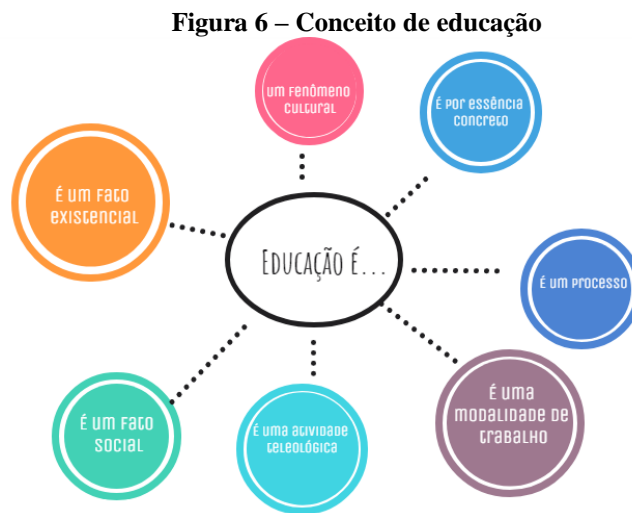 Figura 6 – Conceito de educação
um fenômeno
cultural
É por essência
concreto
É um fato
existencial
Educação é...
É um processo
É uma
modalidade de
trabalho
É um fato
social
É uma atividade
teleológica